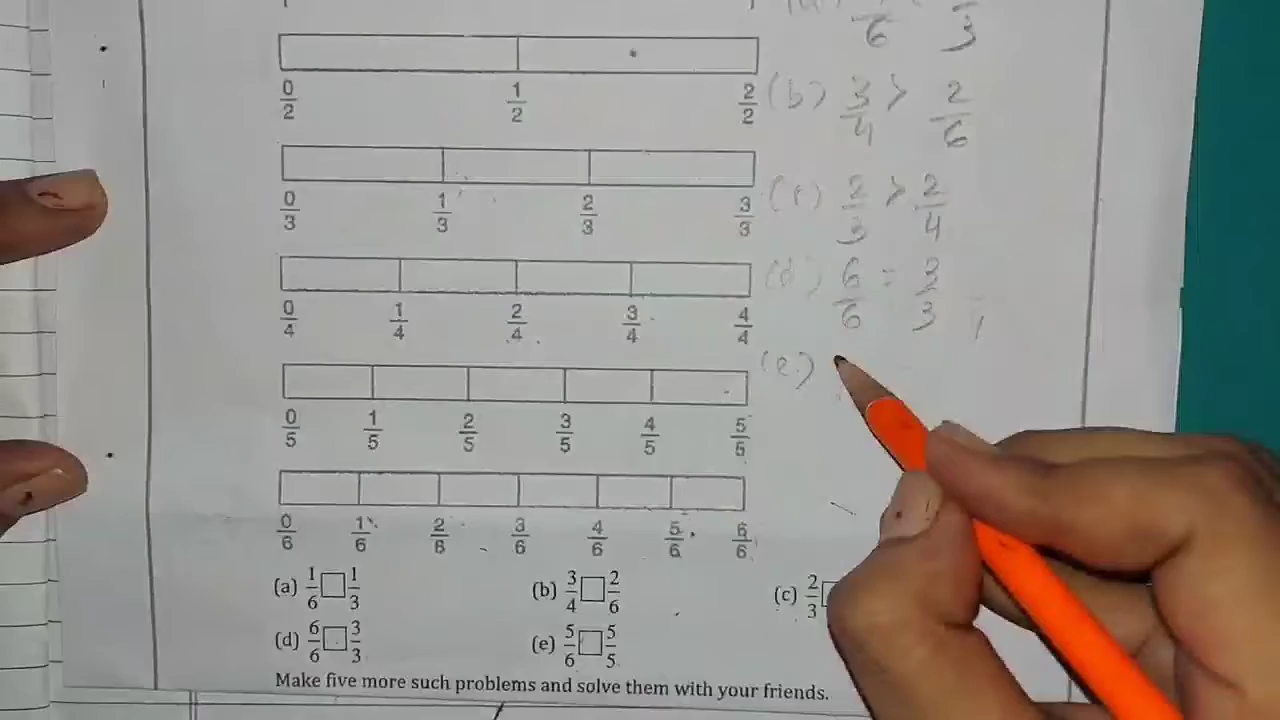 6 3
0/2 1/2 2/2
(b) 3/4 > 2/6
0/3 1/3 2/3 3/3
2/3 > 2/4
0/4 1/4 2/4 3/4 4/4
(d) 6/6 = 3/3
0/5 1/5 2/5 3/5 4/5 5/5
(e)
0/6 1/6 2/6 3/6 4/6 5/6 6/6
(a) 1/6 □ 1/3 (b) 3/4 □ 2/6 (c) 2/3
(d) 6/6 □ 3/3 (e) 5/6 □ 5/5
Make five more such problems and solve them with your friends.